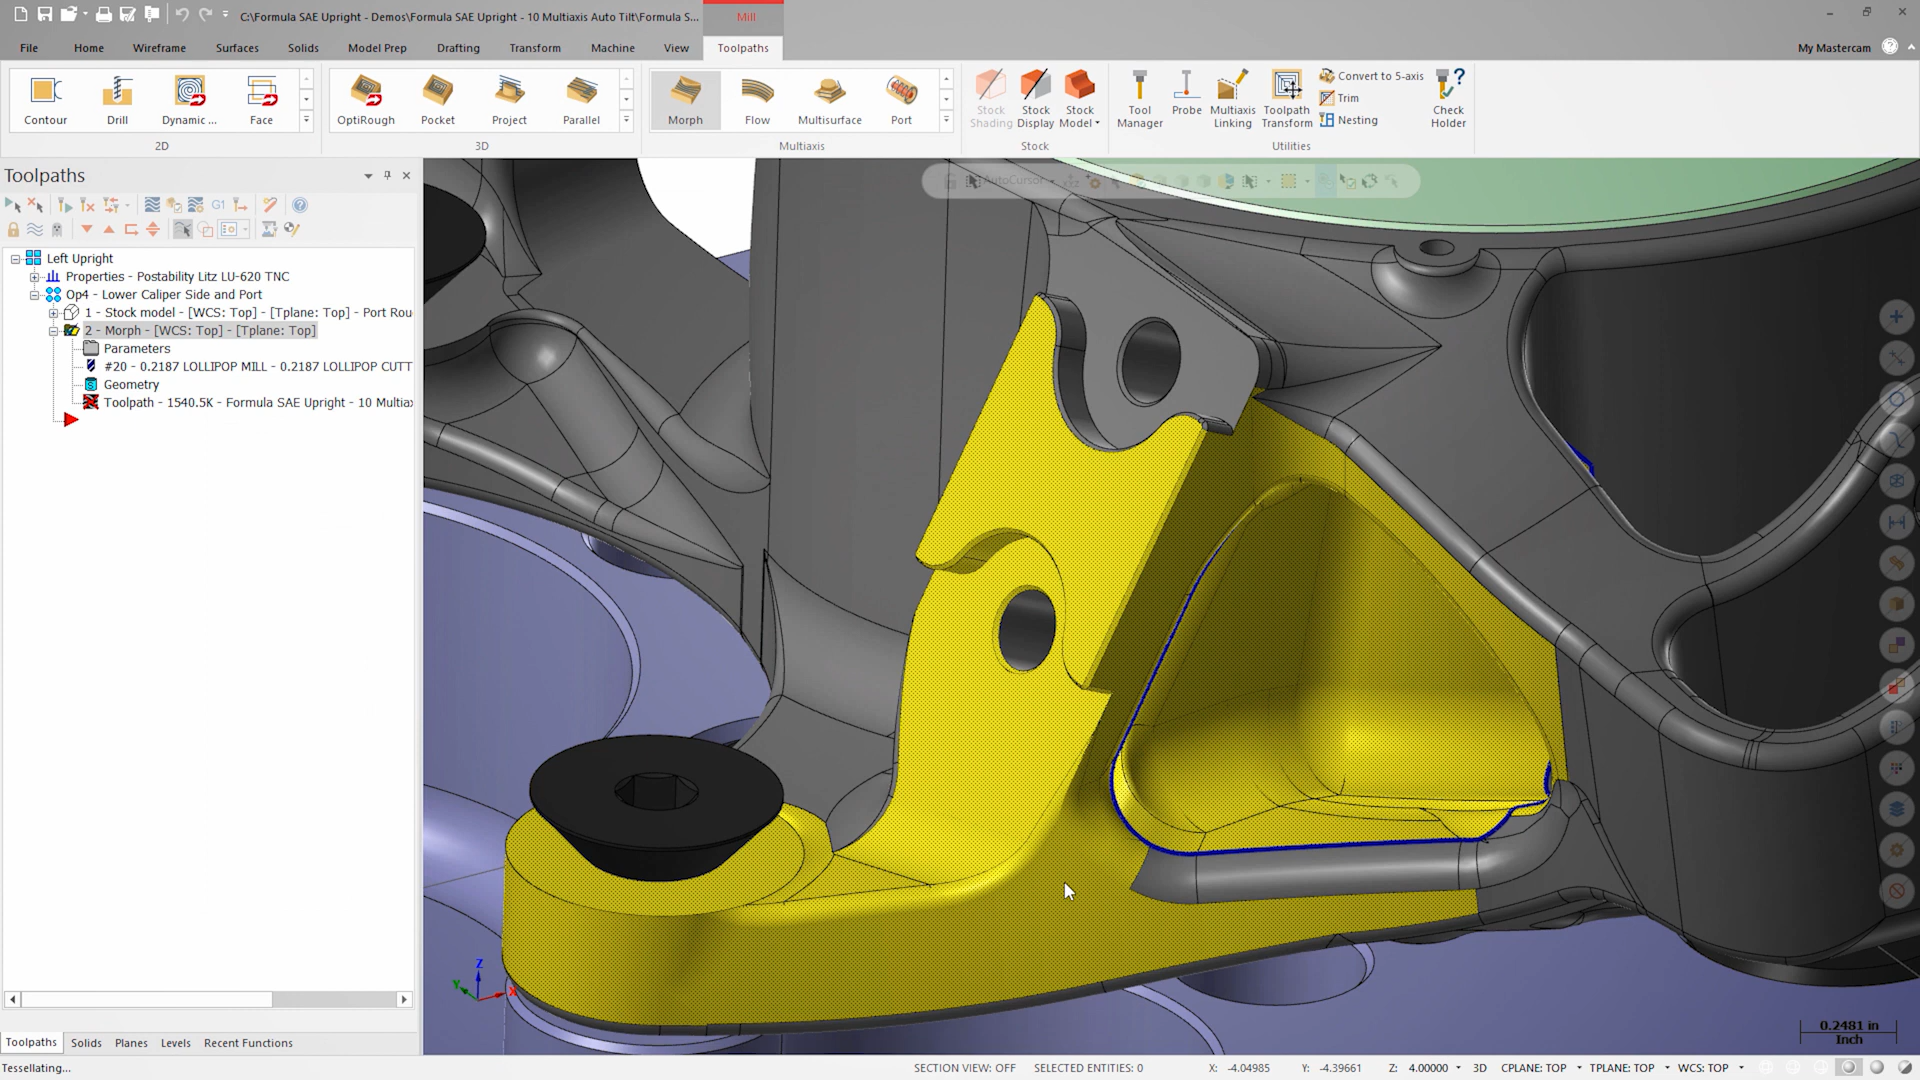 C:\Formula SAE Upright - Demos\Formula SAE Upright - 10 Multiaxis Auto Tilt\Formula S...
Mill
File Home Wireframe Surfaces Solids Model Prep Drafting Transform Machine View Toolpaths
My Mastercam
Contour Drill Dynamic ... Face
2D
OptiRough Pocket Project Parallel
3D
Morph Flow Multisurface Port
Multiaxis
Stock Shading
Stock Display
Stock Model
Stock
Tool Manager
Probe
Multiaxis Linking
Toolpath Transform
Convert to 5-axis
Trim
Nesting
Check Holder
Utilities
Toolpaths
G1
AutoCursor
Left Upright
Properties - Postability Litz LU-620 TNC
Op4 - Lower Caliper Side and Port
1 - Stock model - [WCS: Top] - [Tplane: Top] - Port Rou
2 - Morph - [WCS: Top] - [Tplane: Top]
Parameters
#20 - 0.2187 LOLLIPOP MILL - 0.2187 LOLLIPOP CUTT
Geometry
Toolpath - 1540.5K - Formula SAE Upright - 10 Multiax
Z
Y
X
0.2481 in
Inch
Toolpaths Solids Planes Levels Recent Functions
Tessellating...
SECTION VIEW: OFF SELECTED ENTITIES: 0 X: -4.04985 Y: -4.39661 Z: 4.00000 3D CPLANE: TOP TPLANE: TOP WCS: TOP